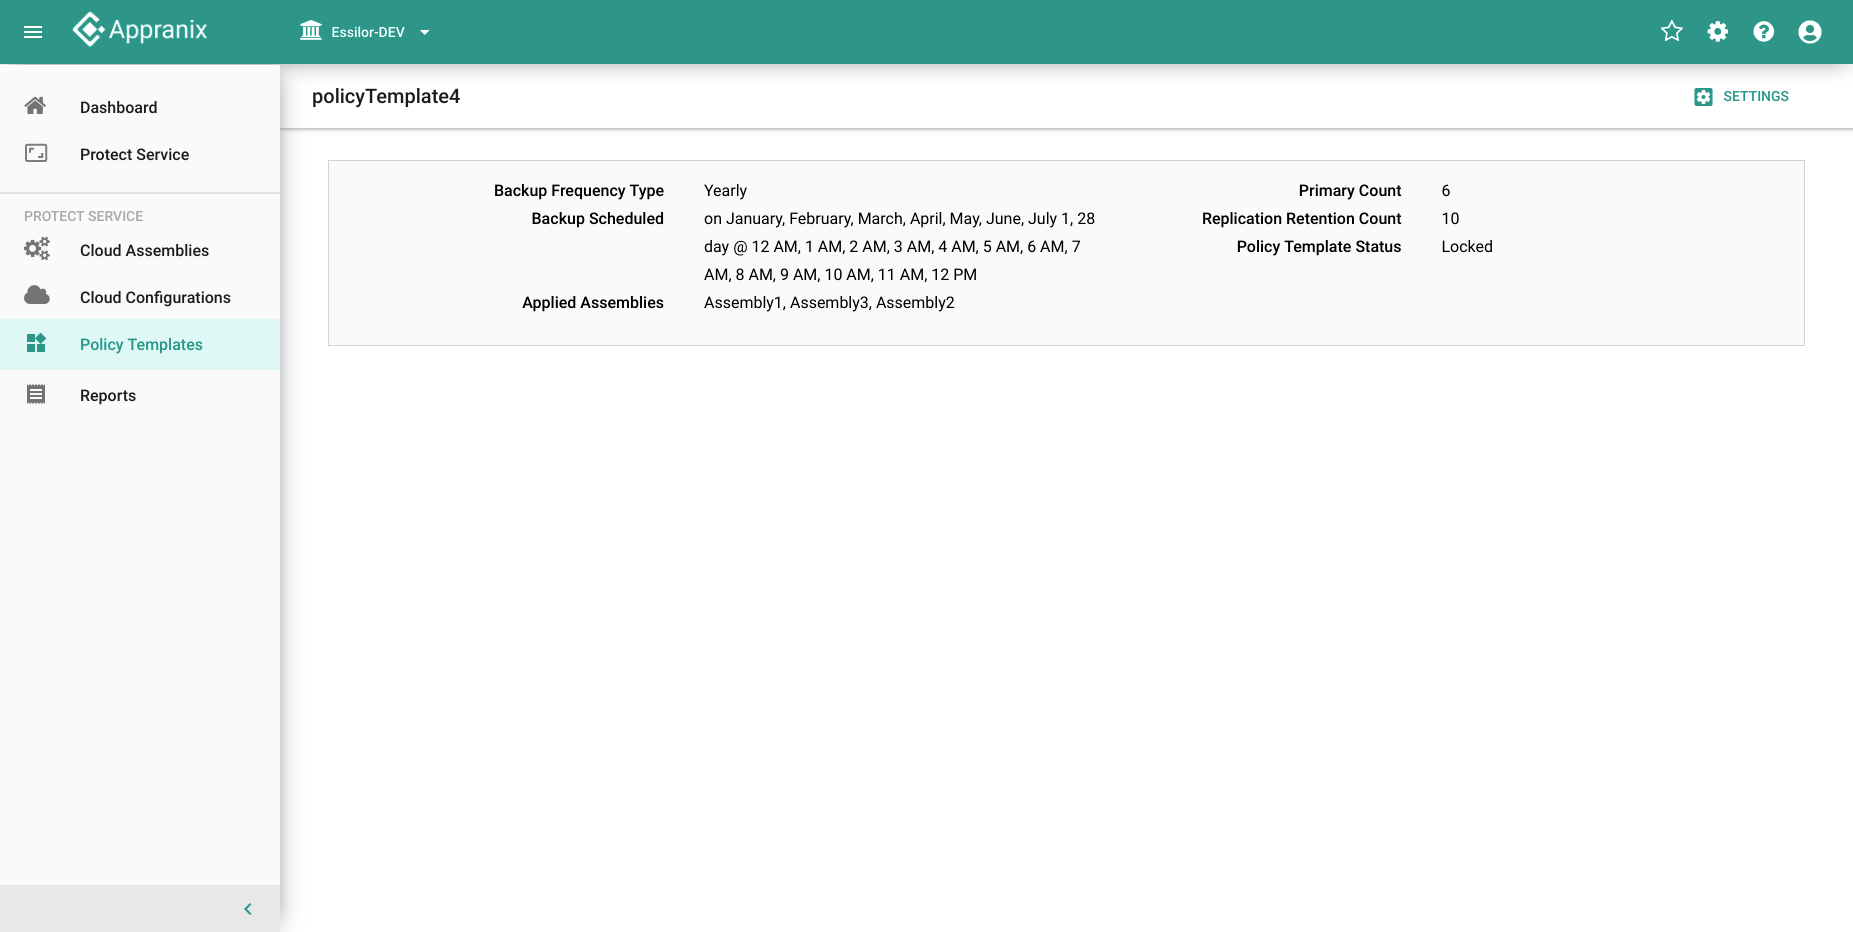 Appranix
Essilor-DEV
Dashboard
Protect Service
PROTECT SERVICE
Cloud Assemblies
Cloud Configurations
Policy Templates
Reports
policyTemplate4
SETTINGS
Backup Frequency Type Yearly
Backup Scheduled on January, February, March, April, May, June, July 1, 28
day @ 12 AM, 1 AM, 2 AM, 3 AM, 4 AM, 5 AM, 6 AM, 7
AM, 8 AM, 9 AM, 10 AM, 11 AM, 12 PM
Applied Assemblies Assembly1, Assembly3, Assembly2
Primary Count 6
Replication Retention Count 10
Policy Template Status Locked